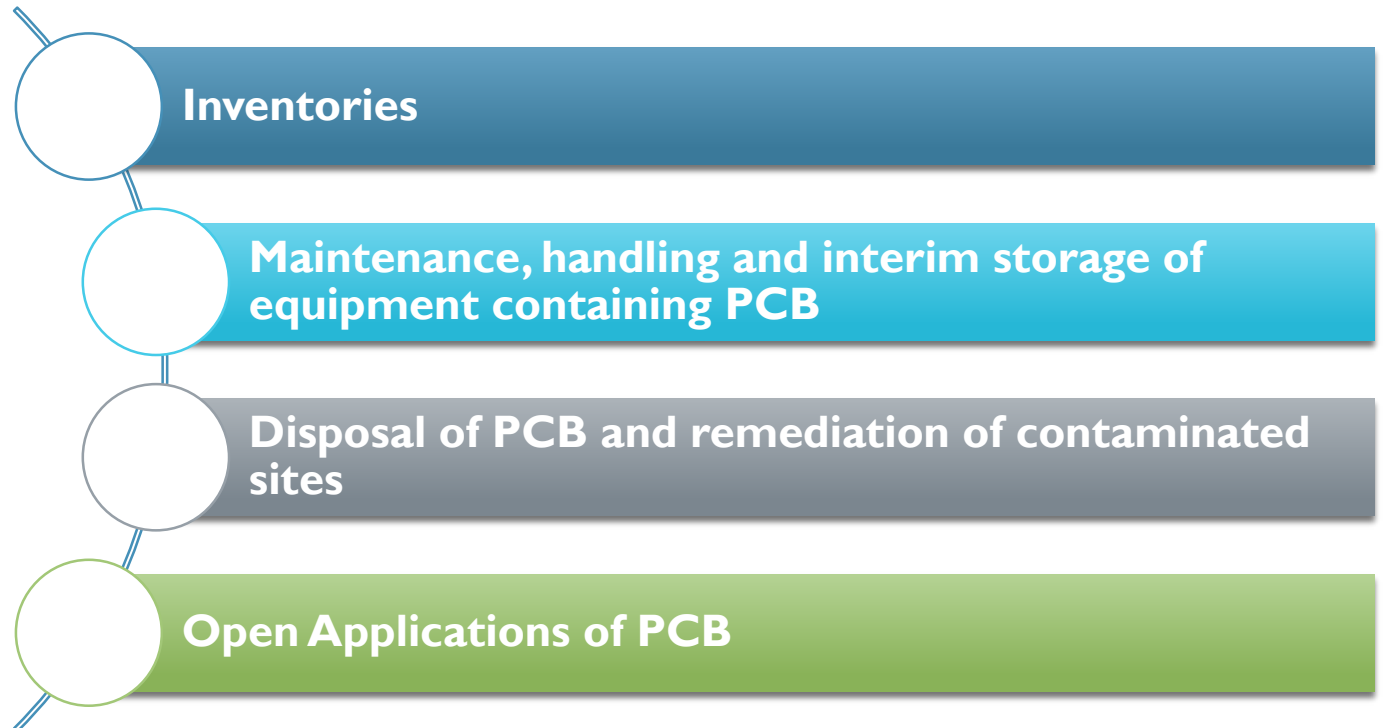 Inventories
Maintenance, handling and interim storage of
equipment containing PCB
Disposal of PCB and remediation of contaminated
sites
Open Applications of PCB